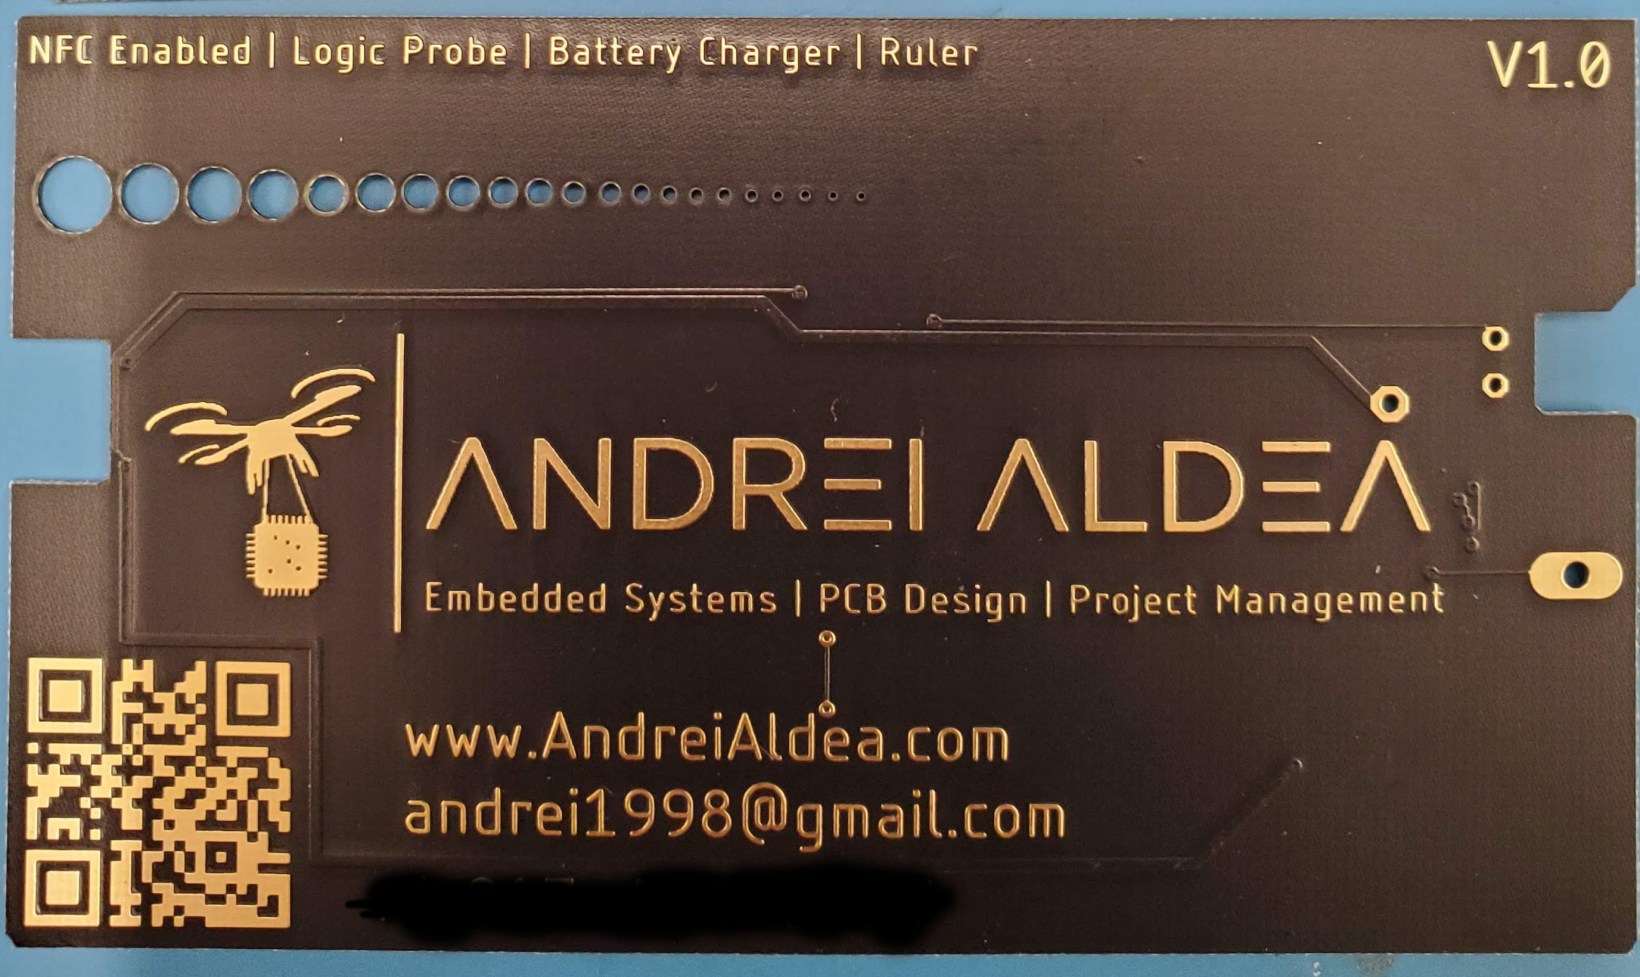 NFC Enabled | Logic Probe | Battery Charger | Ruler
V1.0
ANDREI ALDEA
Embedded Systems | PCB Design | Project Management
www.AndreiAldea.com
andrei1998@gmail.com